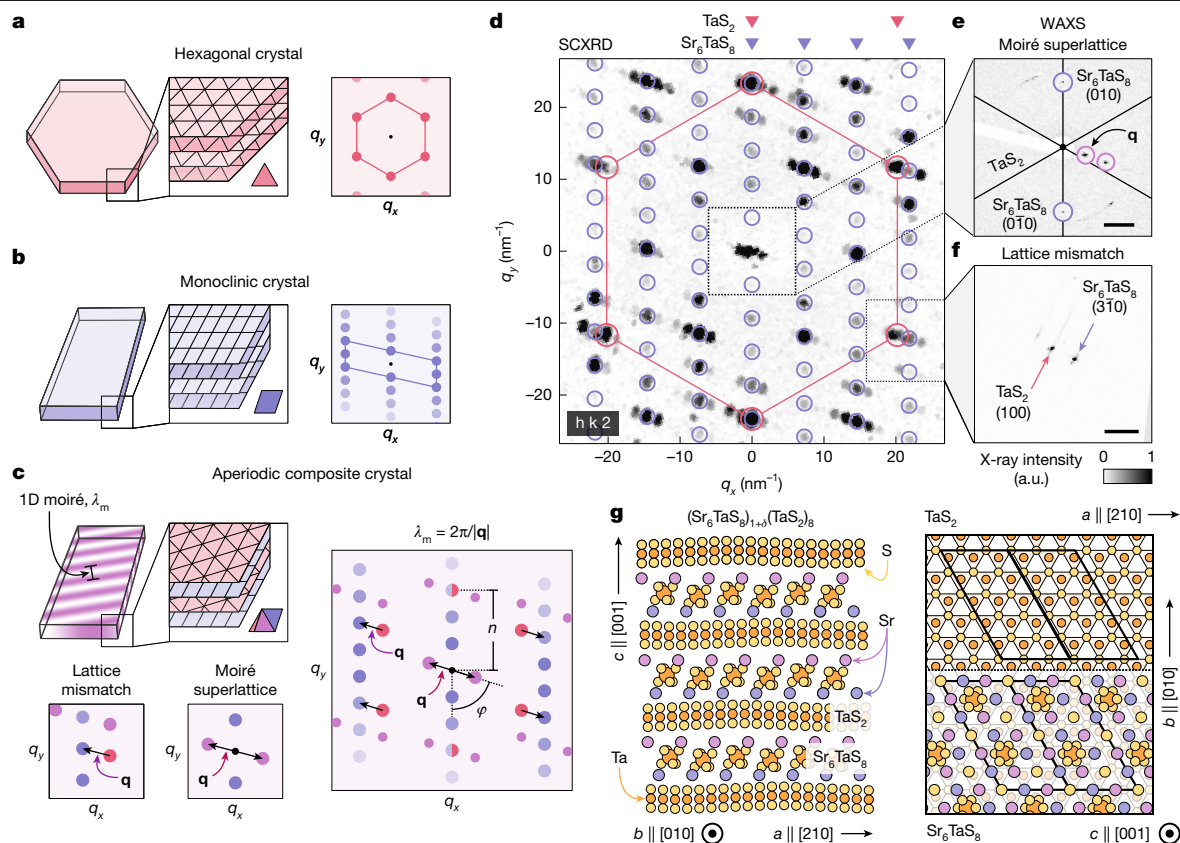 a
Hexagonal crystal
q_y
q_x
b
Monoclinic crystal
q_y
q_x
c
Aperiodic composite crystal
1D moiré, λ_m
λ_m = 2π/|q|
n
q
q
φ
q_y
q_x
Lattice
mismatch
q_y
q
q_x
Moiré
superlattice
q_y
q
q_x
d
TaS₂
SCXRD
Sr₆TaS₈
20
10
0
−10
−20
q_y (nm⁻¹)
h k 2
−20
−10
0
10
20
q_x (nm⁻¹)
e
WAXS
Moiré superlattice
Sr₆TaS₈
(010)
q
TaS₂
Sr₆TaS₈
(01̅0)
f
Lattice mismatch
Sr₆TaS₈
(31̅0)
TaS₂
(100)
X-ray intensity
(a.u.)
0
1
g
(Sr₆TaS₈)₁₊δ(TaS₂)₈
c || [001]
S
Sr
TaS₂
Sr₆TaS₈
Ta
b || [010]
a || [210]
TaS₂
a || [210]
b || [010]
Sr₆TaS₈
c || [001]